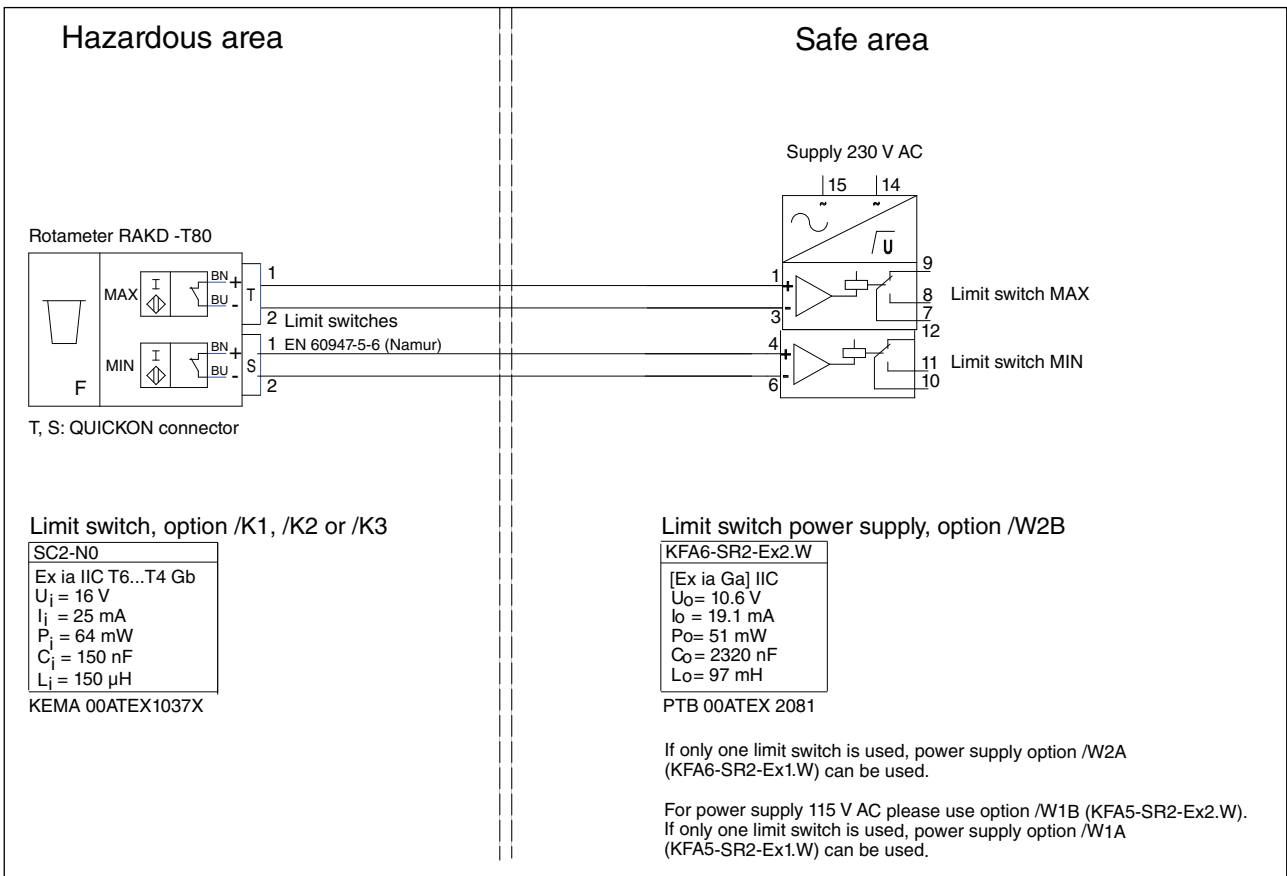 Hazardous area
Safe area
Supply 230 V AC
15 14
~ ~
U
Rotameter RAKD -T80
MAX I BN + BU - T 1 2
Limit switches
MIN I BN + BU - S 1 2
EN 60947-5-6 (Namur)
F
T, S: QUICKON connector
1 + 3 - 9 8 7
Limit switch MAX
4 + 6 - 12 11 10
Limit switch MIN
Limit switch, option /K1, /K2 or /K3
SC2-N0
Ex ia IIC T6...T4 Gb
Ui = 16 V
Ii = 25 mA
Pi = 64 mW
Ci = 150 nF
Li = 150 µH
KEMA 00ATEX1037X
Limit switch power supply, option /W2B
KFA6-SR2-Ex2.W
[Ex ia Ga] IIC
Uo= 10.6 V
Io = 19.1 mA
Po= 51 mW
Co= 2320 nF
Lo= 97 mH
PTB 00ATEX 2081
If only one limit switch is used, power supply option /W2A
(KFA6-SR2-Ex1.W) can be used.
For power supply 115 V AC please use option /W1B (KFA5-SR2-Ex2.W).
If only one limit switch is used, power supply option /W1A
(KFA5-SR2-Ex1.W) can be used.